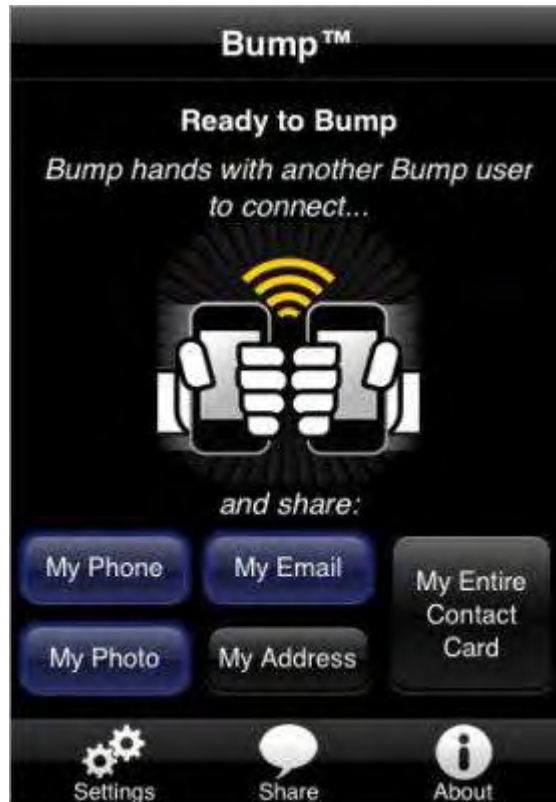 Bump™
Ready to Bump
Bump hands with another Bump user
to connect...
and share:
My Phone
My Email
My Entire
Contact
Card
My Photo
My Address
Settings
Share
About